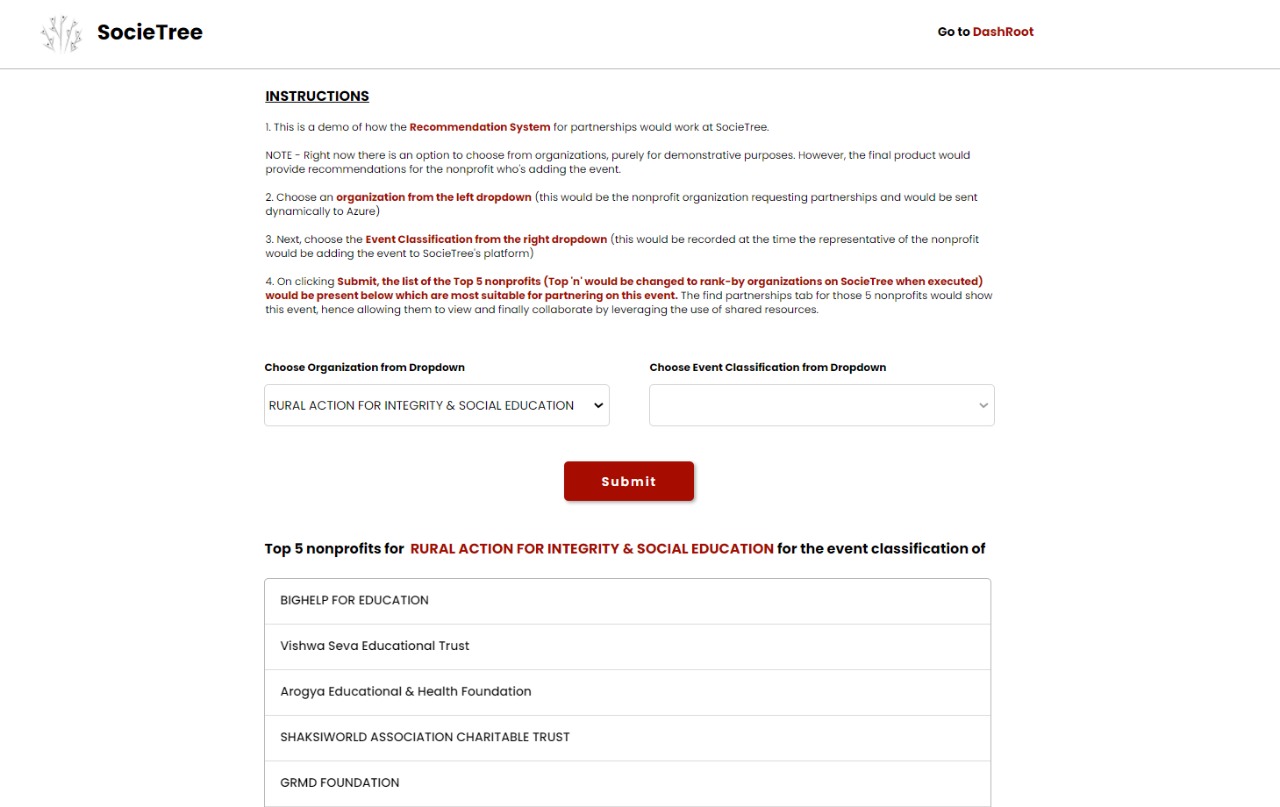 SocieTree
Go to DashRoot
INSTRUCTIONS
1. This is a demo of how the Recommendation System for partnerships would work at SocieTree.
NOTE - Right now there is an option to choose from organizations, purely for demonstrative purposes. However, the final product would
provide recommendations for the nonprofit who's adding the event.
2. Choose an organization from the left dropdown (this would be the nonprofit organization requesting partnerships and would be sent
dynamically to Azure)
3. Next, choose the Event Classification from the right dropdown (this would be recorded at the time the representative of the nonprofit
would be adding the event to SocieTree's platform)
4. On clicking Submit, the list of the Top 5 nonprofits (Top 'n' would be changed to rank-by organizations on SocieTree when executed)
would be present below which are most suitable for partnering on this event. The find partnerships tab for those 5 nonprofits would show
this event, hence allowing them to view and finally collaborate by leveraging the use of shared resources.
Choose Organization from Dropdown
Choose Event Classification from Dropdown
RURAL ACTION FOR INTEGRITY & SOCIAL EDUCATION
Submit
Top 5 nonprofits for RURAL ACTION FOR INTEGRITY & SOCIAL EDUCATION for the event classification of
BIGHELP FOR EDUCATION
Vishwa Seva Educational Trust
Arogya Educational & Health Foundation
SHAKSIWORLD ASSOCIATION CHARITABLE TRUST
GRMD FOUNDATION